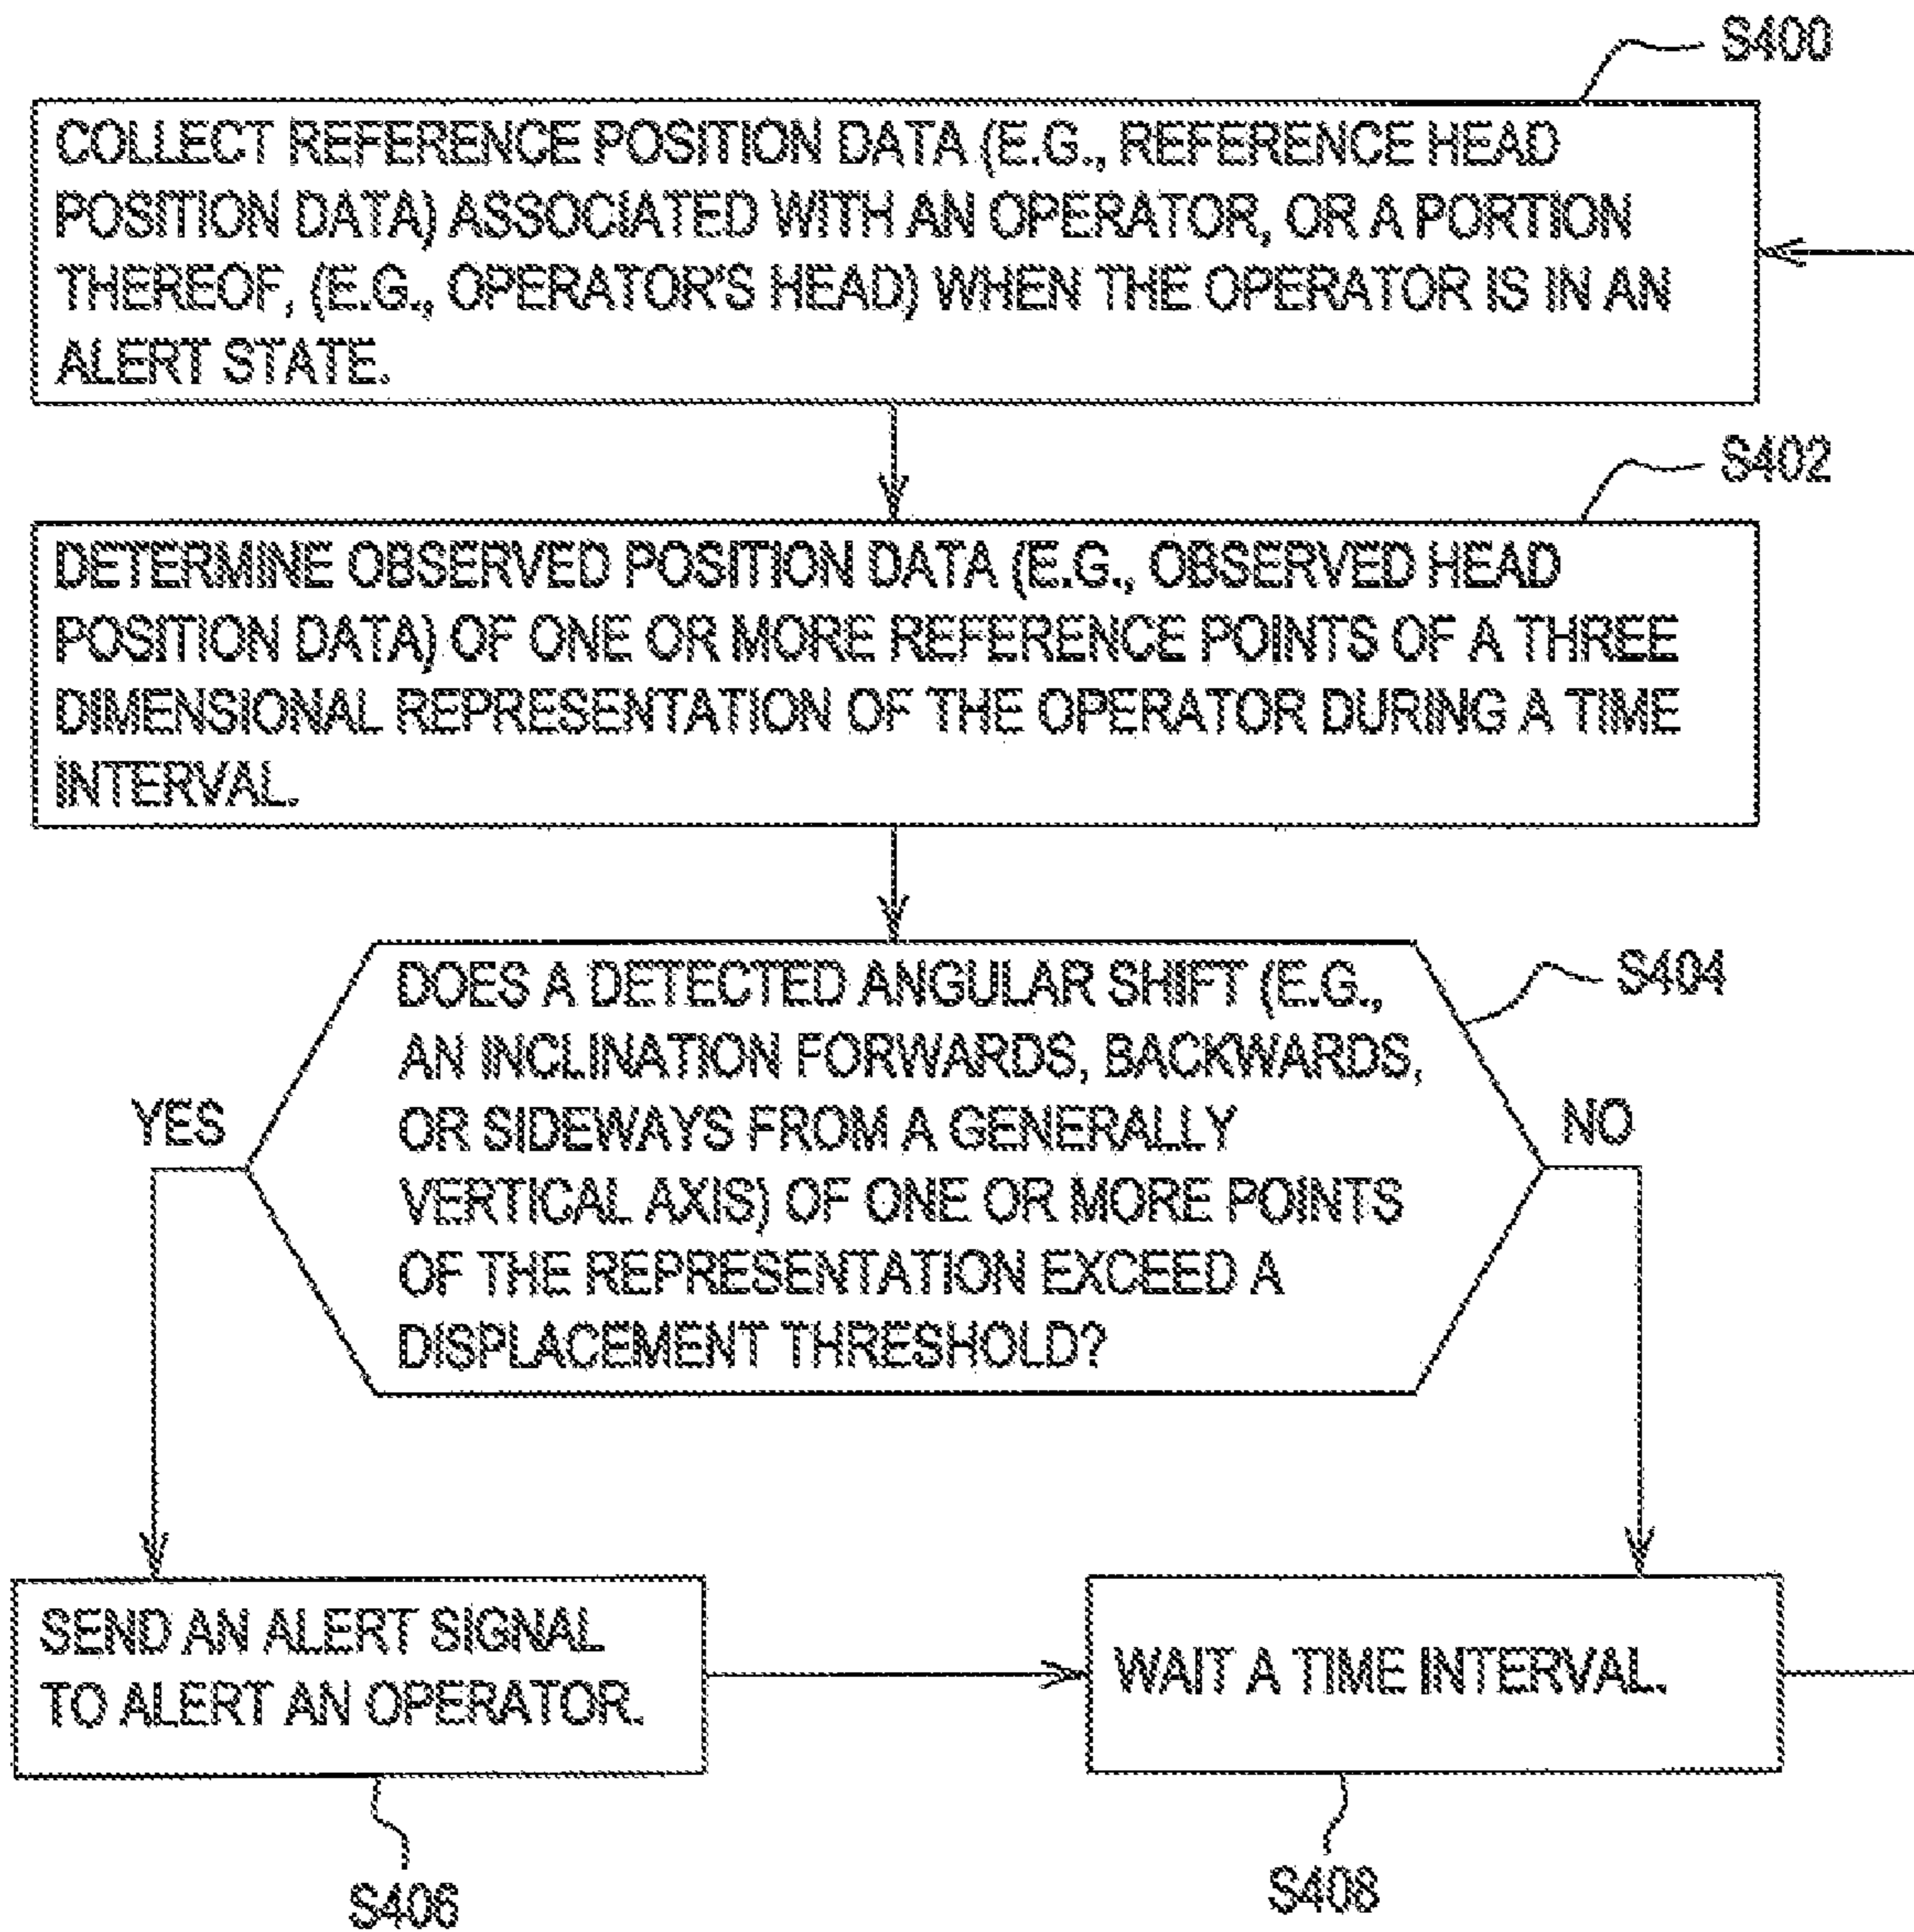 S400
COLLECT REFERENCE POSITION DATA (E.G., REFERENCE HEAD
POSITION DATA) ASSOCIATED WITH AN OPERATOR, OR A PORTION
THEREOF, (E.G., OPERATOR'S HEAD) WHEN THE OPERATOR IS IN AN
ALERT STATE.
S402
DETERMINE OBSERVED POSITION DATA (E.G., OBSERVED HEAD
POSITION DATA) OF ONE OR MORE REFERENCE POINTS OF A THREE
DIMENSIONAL REPRESENTATION OF THE OPERATOR DURING A TIME
INTERVAL.
S404
DOES A DETECTED ANGULAR SHIFT (E.G.,
AN INCLINATION FORWARDS, BACKWARDS,
OR SIDEWAYS FROM A GENERALLY
VERTICAL AXIS) OF ONE OR MORE POINTS
OF THE REPRESENTATION EXCEED A
DISPLACEMENT THRESHOLD?
YES
NO
SEND AN ALERT SIGNAL
TO ALERT AN OPERATOR.
WAIT A TIME INTERVAL.
S406
S408